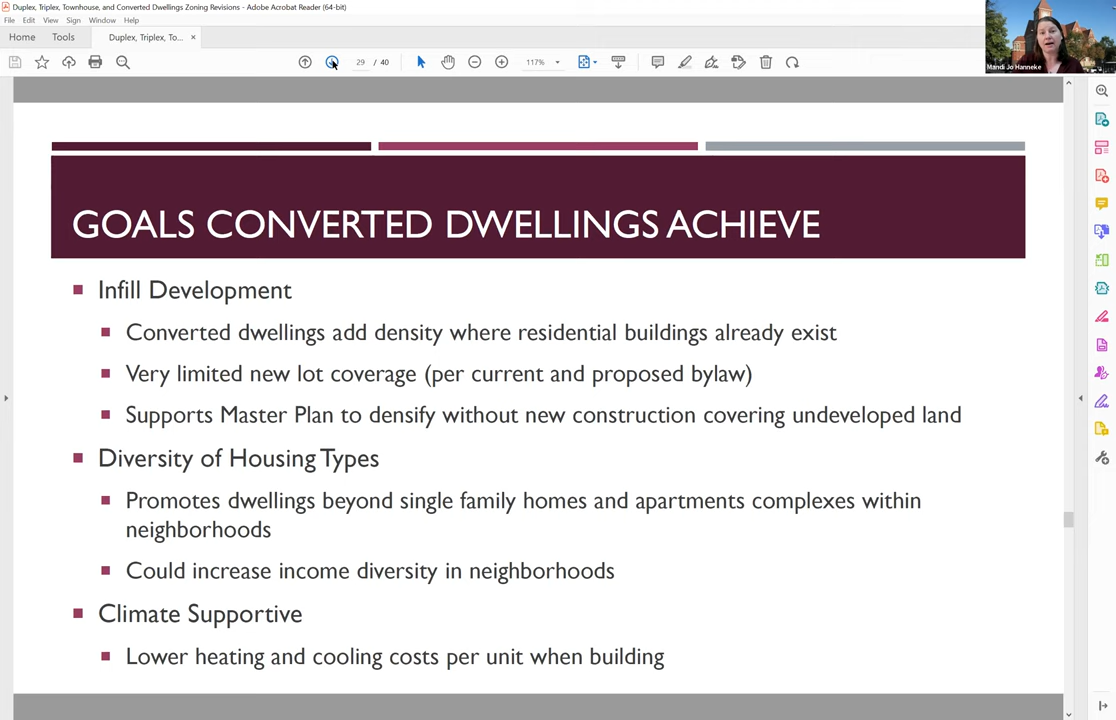 Duplex, Triplex, Townhouse, and Converted Dwellings Zoning Revisions - Adobe Acrobat Reader (64-bit)
File Edit View Sign Window Help
Home Tools Duplex, Triplex, To... ×
29 / 40 117%
Mandi Jo Hanneke
GOALS CONVERTED DWELLINGS ACHIEVE
Infill Development
Converted dwellings add density where residential buildings already exist
Very limited new lot coverage (per current and proposed bylaw)
Supports Master Plan to densify without new construction covering undeveloped land
Diversity of Housing Types
Promotes dwellings beyond single family homes and apartments complexes within
neighborhoods
Could increase income diversity in neighborhoods
Climate Supportive
Lower heating and cooling costs per unit when building